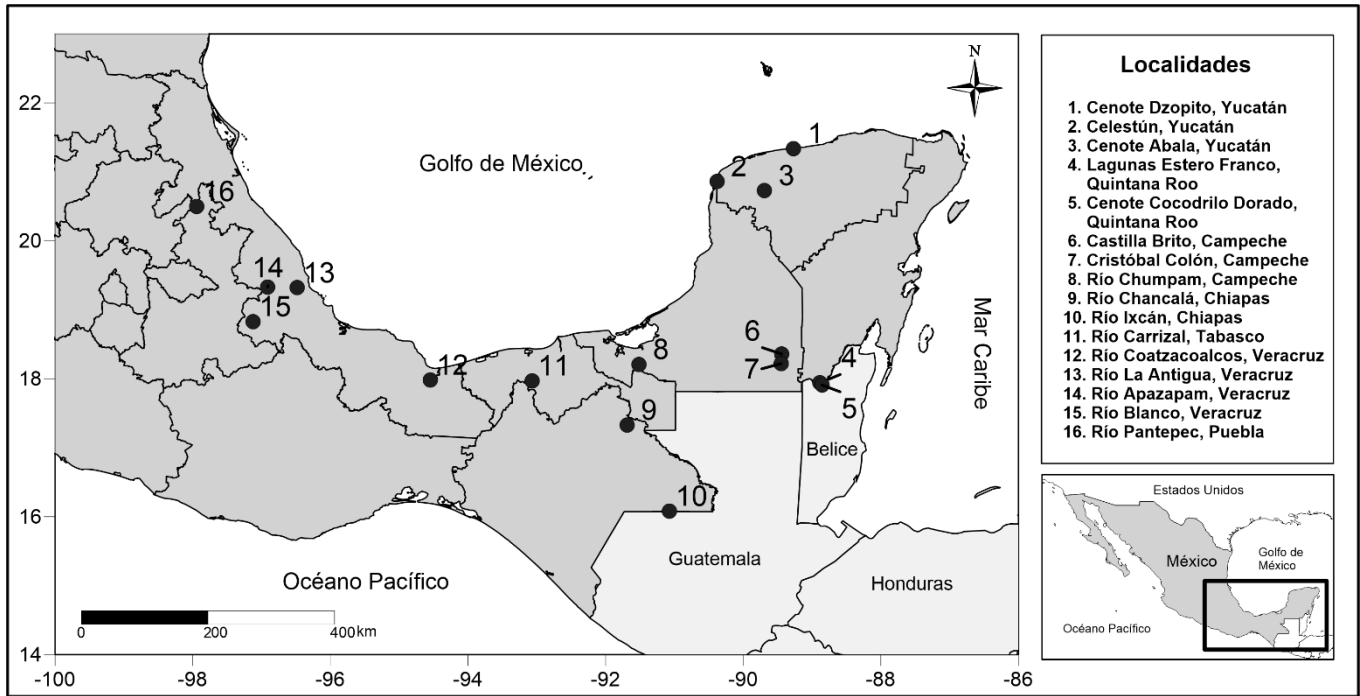 N
22
20
18
16
14
-100
-98
-96
-94
-92
-90
-88
-86
Golfo de México
Mar Caribe
Océano Pacífico
Belice
Guatemala
Honduras
1
2
3
16
14
13
15
6
7
4
5
8
12
11
9
10
0
200
400 km
Localidades
1. Cenote Dzopito, Yucatán
2. Celestún, Yucatán
3. Cenote Abala, Yucatán
4. Lagunas Estero Franco,
Quintana Roo
5. Cenote Cocodrilo Dorado,
Quintana Roo
6. Castilla Brito, Campeche
7. Cristóbal Colón, Campeche
8. Río Chumpam, Campeche
9. Río Chancalá, Chiapas
10. Río Ixcán, Chiapas
11. Río Carrizal, Tabasco
12. Río Coatzacoalcos, Veracruz
13. Río La Antigua, Veracruz
14. Río Apazapam, Veracruz
15. Río Blanco, Veracruz
16. Río Pantepec, Puebla
Estados Unidos
México
Golfo de
México
Océano Pacífico